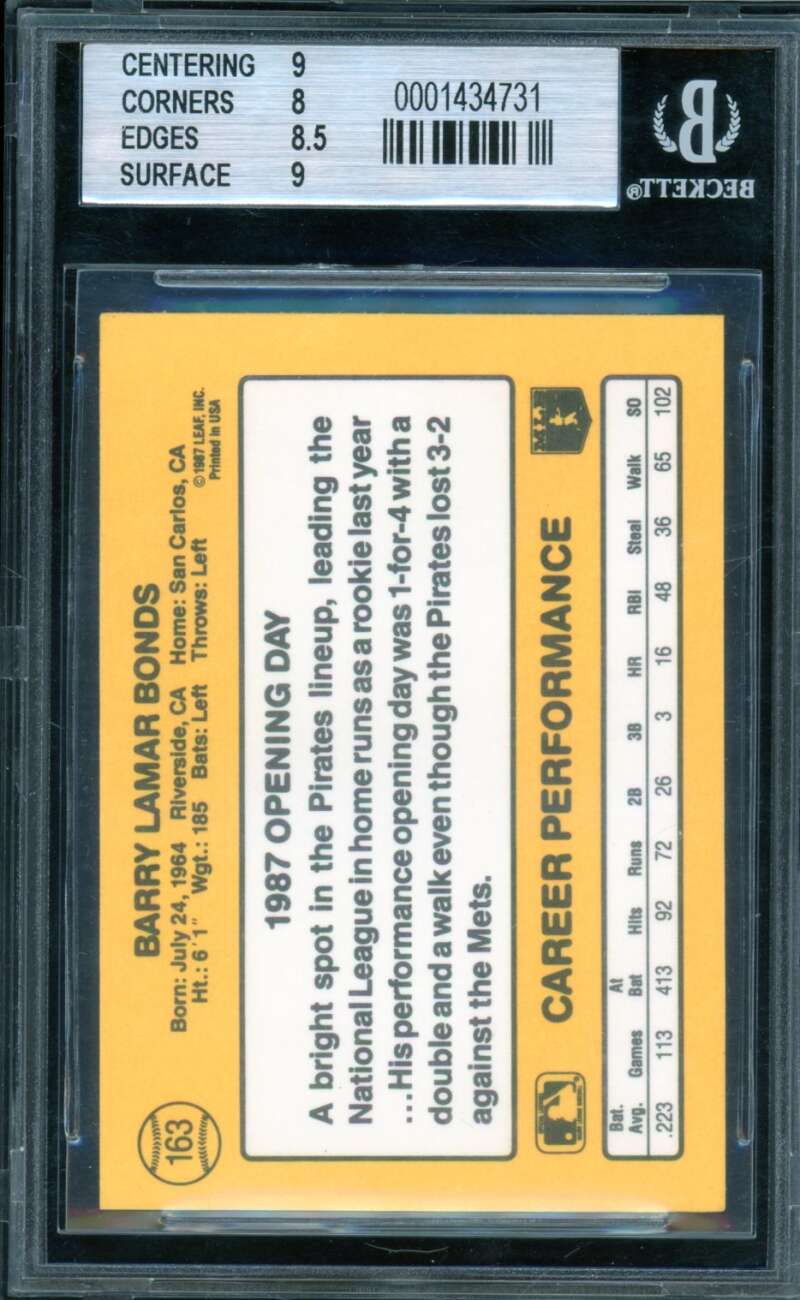 CENTERING 9
CORNERS 8
EDGES 8.5
SURFACE 9
0001434731
BECKETT®
163
BARRY LAMAR BONDS
Born: July 24, 1964 Riverside, CA Home: San Carlos, CA
Ht.: 6'1" Wgt.: 185 Bats: Left Throws: Left
© 1987 LEAF, INC.
Printed in USA
1987 OPENING DAY
A bright spot in the Pirates lineup, leading the
National League in home runs as a rookie last year
...His performance opening day was 1-for-4 with a
double and a walk even though the Pirates lost 3-2
against the Mets.
CAREER PERFORMANCE
Bat. Avg. Games At Bat Hits Runs 2B 3B HR RBI Steal Walk SO
.223 113 413 92 72 26 3 16 48 36 65 102